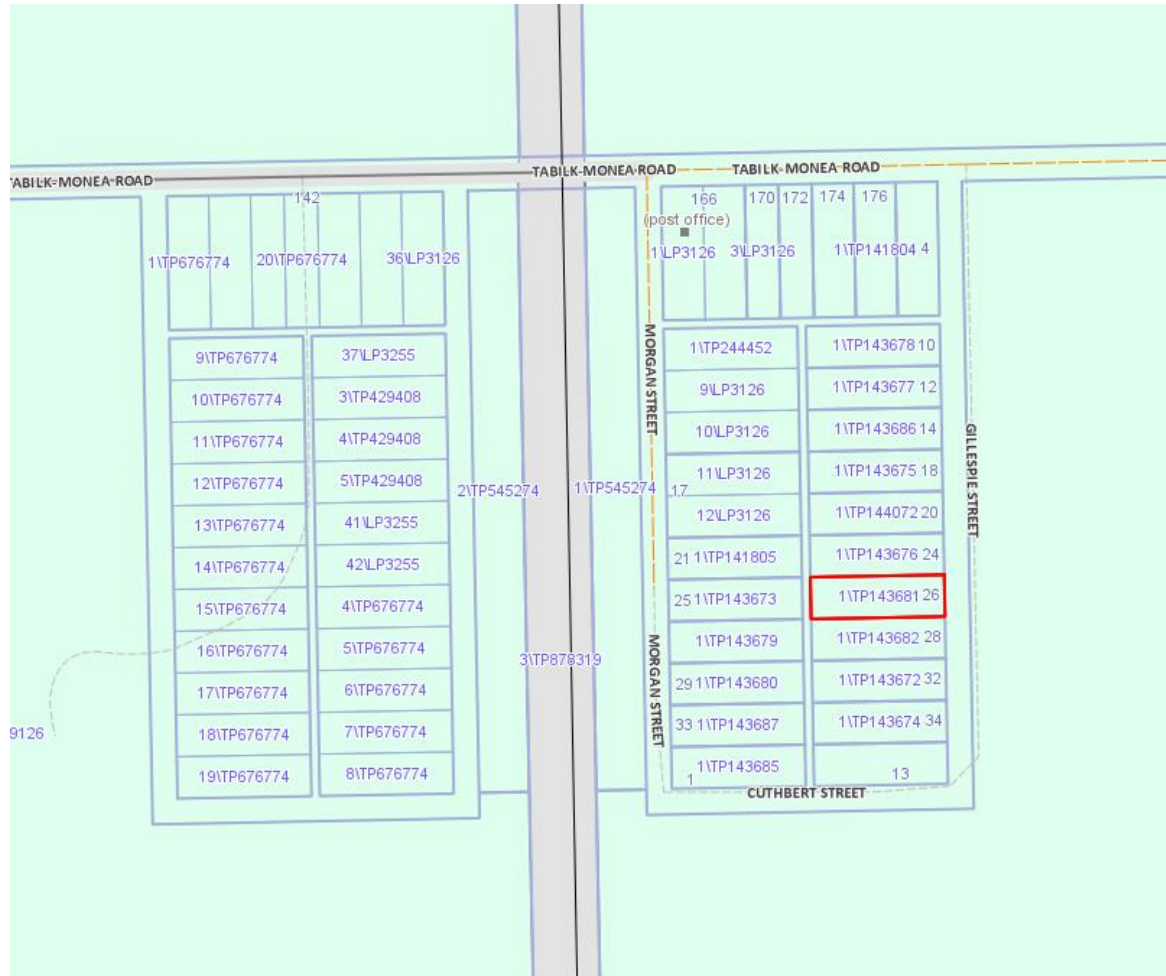 TABILK-MONEA ROAD
TABILK-MONEA ROAD
ABILK-MONEA ROAD
142
166
170
172
174
176
(post office)
1\TP676774
20\TP676774
36\LP3126
1\LP3126
3\LP3126
1\TP141804
4
9\TP676774
37\LP3255
1\TP244452
1\TP143678
10
10\TP676774
3\TP429408
9\LP3126
1\TP143677
12
11\TP676774
4\TP429408
10\LP3126
1\TP143686
14
12\TP676774
5\TP429408
11\LP3126
1\TP143675
18
2\TP545274
1\TP545274
17
13\TP676774
41\LP3255
12\LP3126
1\TP144072
20
14\TP676774
42\LP3255
21
1\TP141805
1\TP143676
24
15\TP676774
4\TP676774
25
1\TP143673
1\TP143681
26
16\TP676774
5\TP676774
1\TP143679
1\TP143682
28
3\TP878319
17\TP676774
6\TP676774
29
1\TP143680
1\TP143672
32
9126
18\TP676774
7\TP676774
33
1\TP143687
1\TP143674
34
19\TP676774
8\TP676774
1\TP143685
1
13
MORGAN STREET
MORGAN STREET
GILLESPIE STREET
CUTHBERT STREET